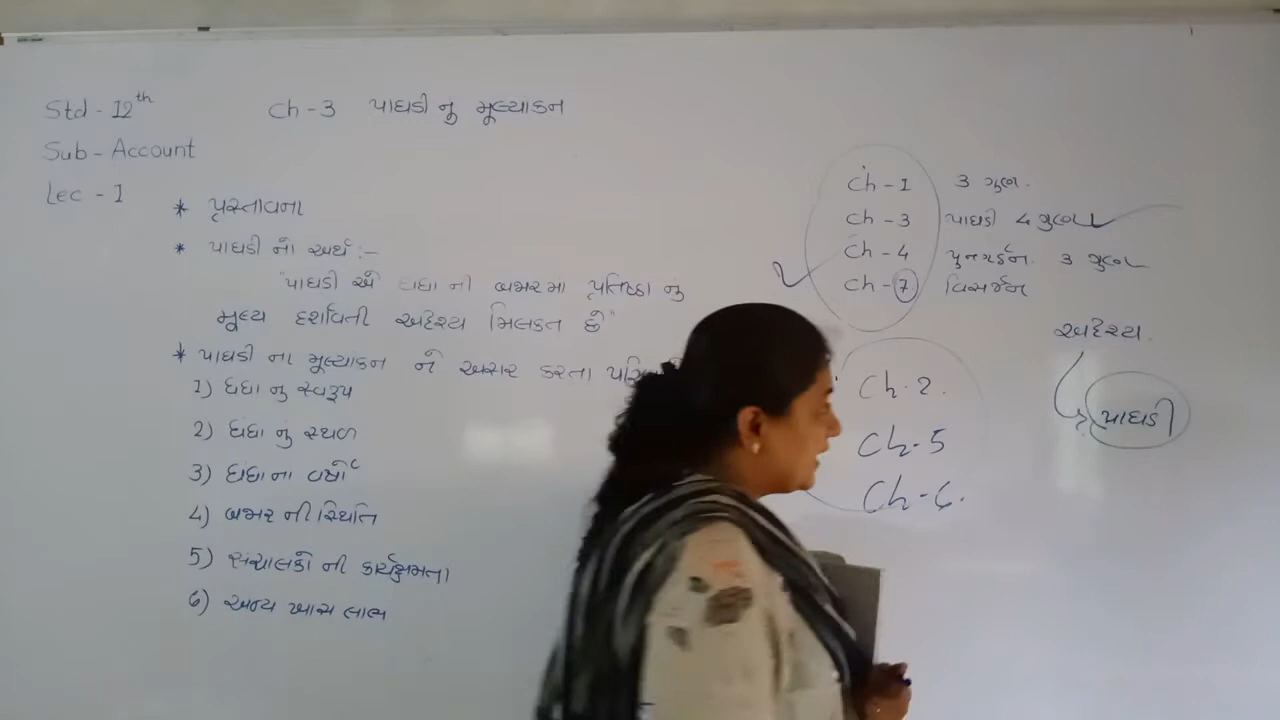 Std - 12th
Sub - Account
Lec - 1
Ch - 3 પાઘડી નુ મૂલ્યાકન
* પ્રસ્તાવના
* પાઘડી નો અર્થ :-
"પાઘડી એ ધંધા ની બજારમાં પ્રતિષ્ઠા નું
મૂલ્ય દર્શાવતી અદ્રશ્ય મિલકત છે"
* પાઘડી ના મૂલ્યાકન ને અસર કરતા
1) ધંધા નુ સ્વરૂપ
2) ધંધા નુ સ્થળ
3) ધંધા ના વર્ષો
4) બજાર ની સ્થિતિ
5) સંચાલકો ની કાર્યક્ષમતા
6) અન્ય ખાસ લાભ
Ch - 1 3 ગુણ.
Ch - 3 પાઘડી 4 ગુણ
Ch - 4 પુનગઠન. 3 ગુણ
Ch - 7 વિસર્જન
Ch - 2.
Ch - 5
Ch - 6.
અદ્રશ્ય.
પાઘડી